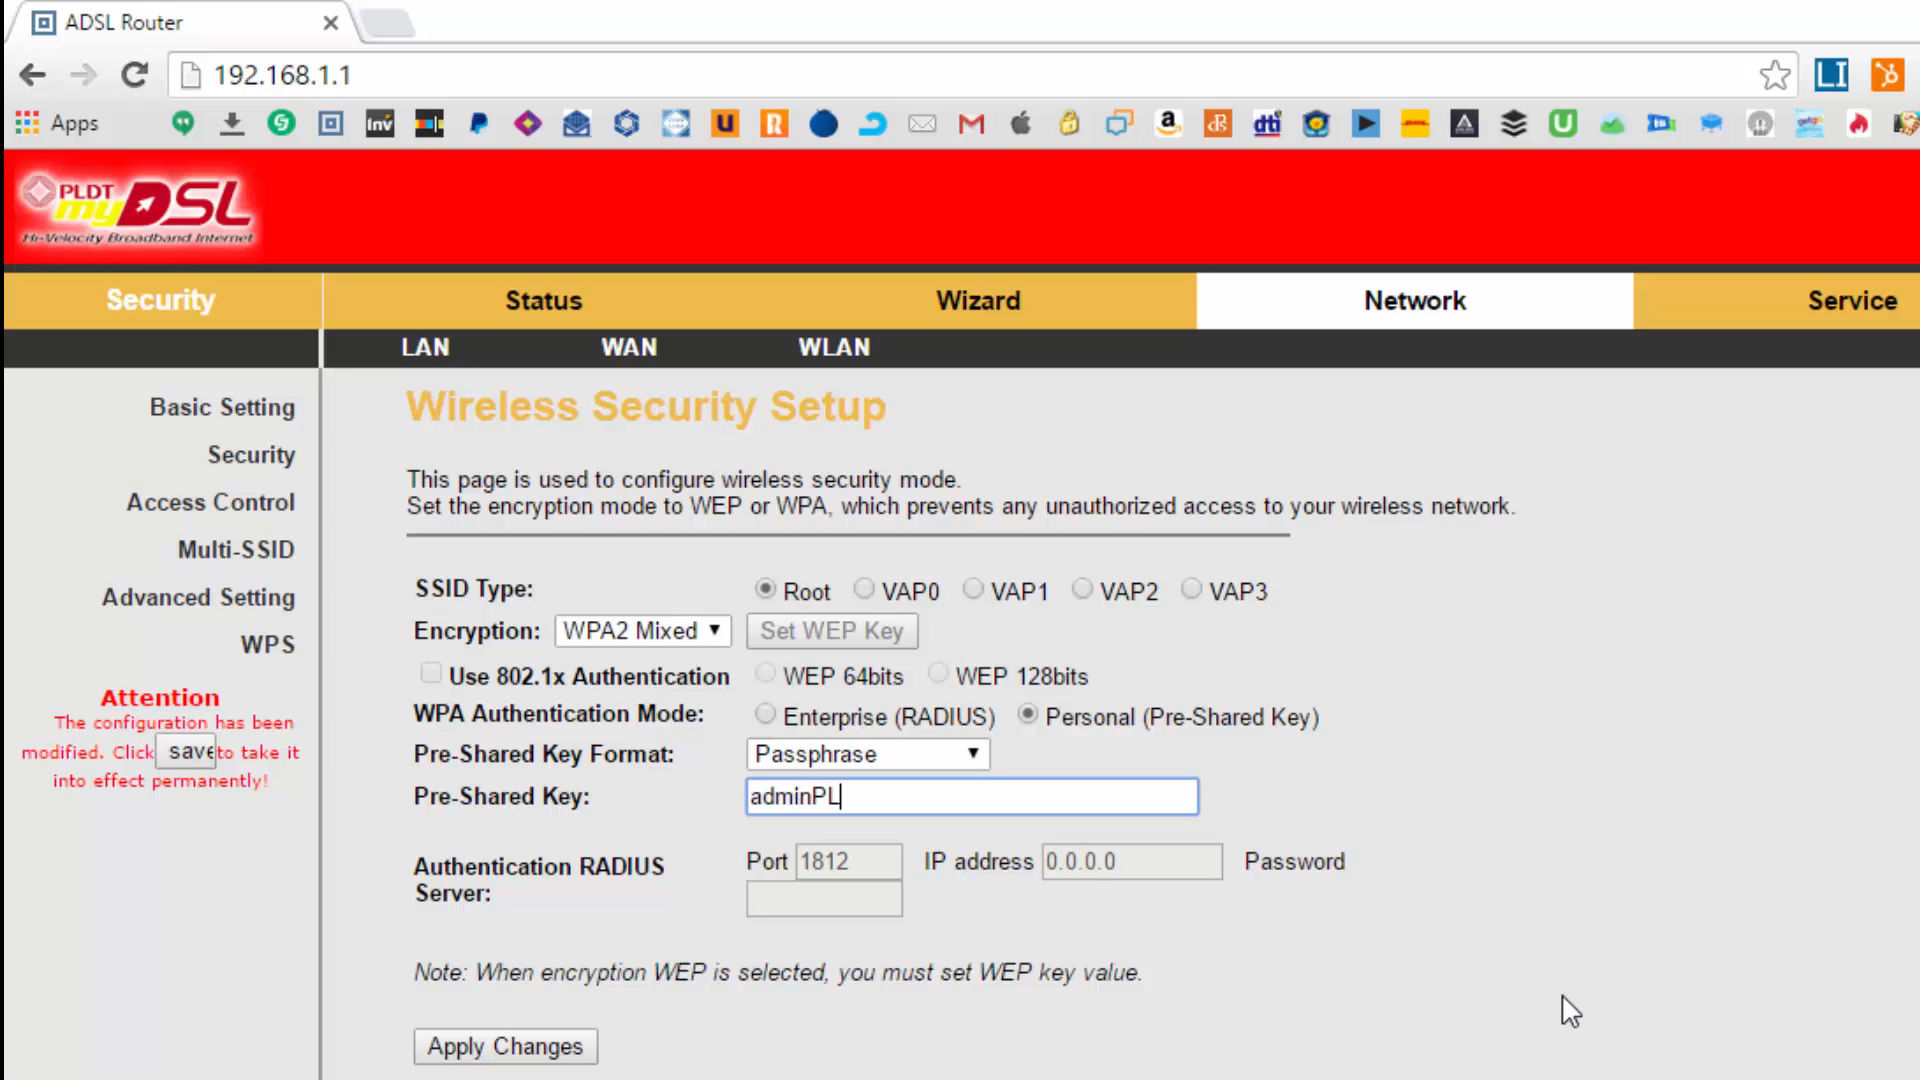 ADSL Router
192.168.1.1
Apps
Inv
U
R
a
dR
dti
U
LI
PLDT
myDSL
Hi-Velocity Broadband Internet
Security Status Wizard Network Service
LAN WAN WLAN
Basic Setting
Security
Access Control
Multi-SSID
Advanced Setting
WPS
Attention
The configuration has been
modified. Click save to take it
into effect permanently!
Wireless Security Setup
This page is used to configure wireless security mode.
Set the encryption mode to WEP or WPA, which prevents any unauthorized access to your wireless network.
SSID Type: Root VAP0 VAP1 VAP2 VAP3
Encryption: WPA2 Mixed Set WEP Key
Use 802.1x Authentication WEP 64bits WEP 128bits
WPA Authentication Mode: Enterprise (RADIUS) Personal (Pre-Shared Key)
Pre-Shared Key Format: Passphrase
Pre-Shared Key: adminPL
Authentication RADIUS Port 1812 IP address 0.0.0.0 Password
Server:
Note: When encryption WEP is selected, you must set WEP key value.
Apply Changes